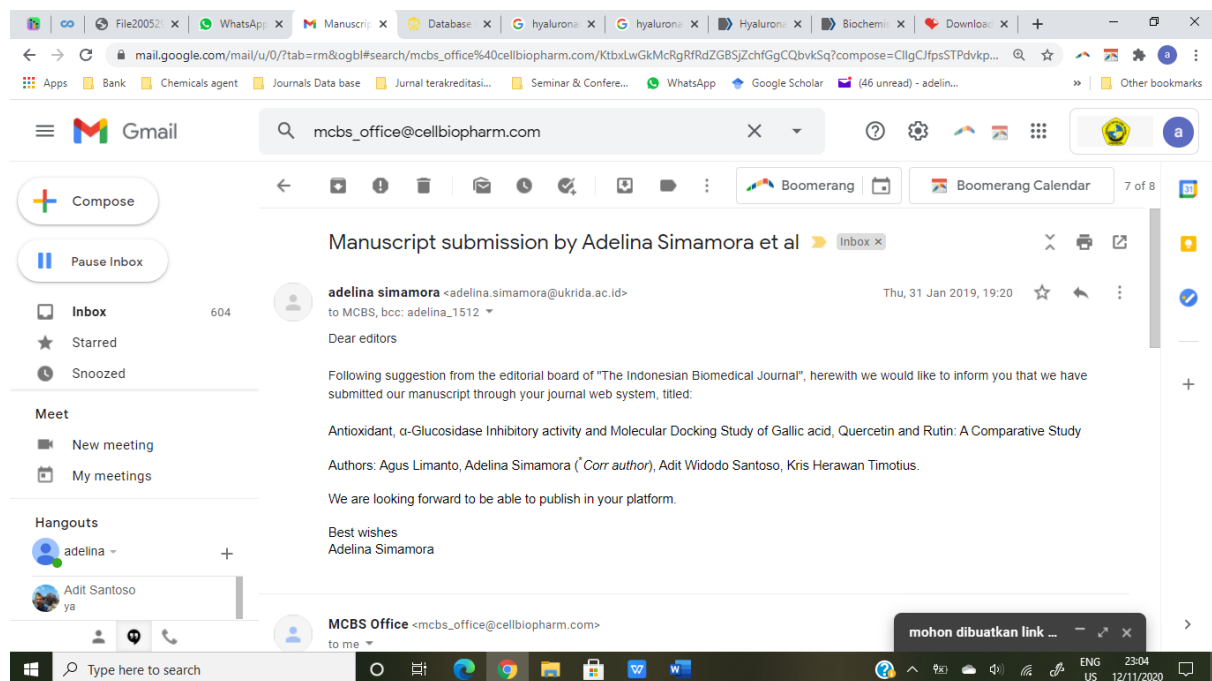 File20052
WhatsApp
Manuscrip
Database
hyalurona
hyalurona
Hyalurona
Biochemis
Downloac
mail.google.com/mail/u/0/?tab=rm&ogbl#search/mcbs_office%40cellbiopharm.com/KtbxLwGkMcRgRfRdZGBSjZchfGgCQbvkSq?compose=CllgCJfpsSTPdvkp...
a
Apps
Bank
Chemicals agent
Journals Data base
Jurnal terakreditasi...
Seminar & Confere...
WhatsApp
Google Scholar
(46 unread) - adelin...
»
Other bookmarks
Gmail
mcbs_office@cellbiopharm.com
a
Compose
Boomerang
Boomerang Calendar
7 of 8
31
Pause Inbox
Manuscript submission by Adelina Simamora et al
Inbox ×
Inbox 604
Starred
Snoozed
adelina simamora <adelina.simamora@ukrida.ac.id>
Thu, 31 Jan 2019, 19:20
to MCBS, bcc: adelina_1512
Dear editors
Following suggestion from the editorial board of "The Indonesian Biomedical Journal", herewith we would like to inform you that we have
submitted our manuscript through your journal web system, titled:
Antioxidant, α-Glucosidase Inhibitory activity and Molecular Docking Study of Gallic acid, Quercetin and Rutin: A Comparative Study
Authors: Agus Limanto, Adelina Simamora (*Corr author), Adit Widodo Santoso, Kris Herawan Timotius.
We are looking forward to be able to publish in your platform.
Best wishes
Adelina Simamora
Meet
New meeting
My meetings
Hangouts
adelina
Adit Santoso
ya
MCBS Office <mcbs_office@cellbiopharm.com>
to me
mohon dibuatkan link ...
Type here to search
ENG
US
23:04
12/11/2020